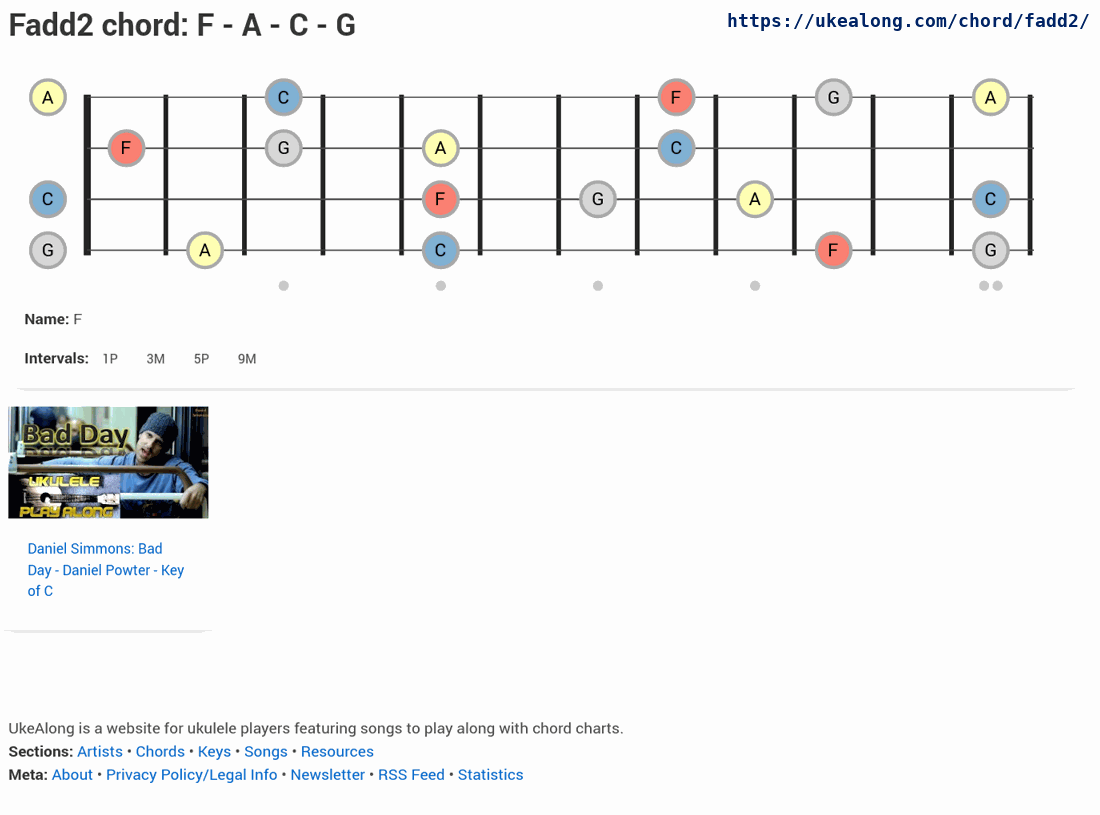 Fadd2 chord: F - A - C - G
https://ukealong.com/chord/fadd2/
A C F G A
F G A C
C F G A C
G A C F G
Name: F
Intervals: 1P 3M 5P 9M
Bad Day
UKULELE
PLAY ALONG
Daniel Simmons: Bad
Day - Daniel Powter - Key
of C
UkeAlong is a website for ukulele players featuring songs to play along with chord charts.
Sections: Artists • Chords • Keys • Songs • Resources
Meta: About • Privacy Policy/Legal Info • Newsletter • RSS Feed • Statistics